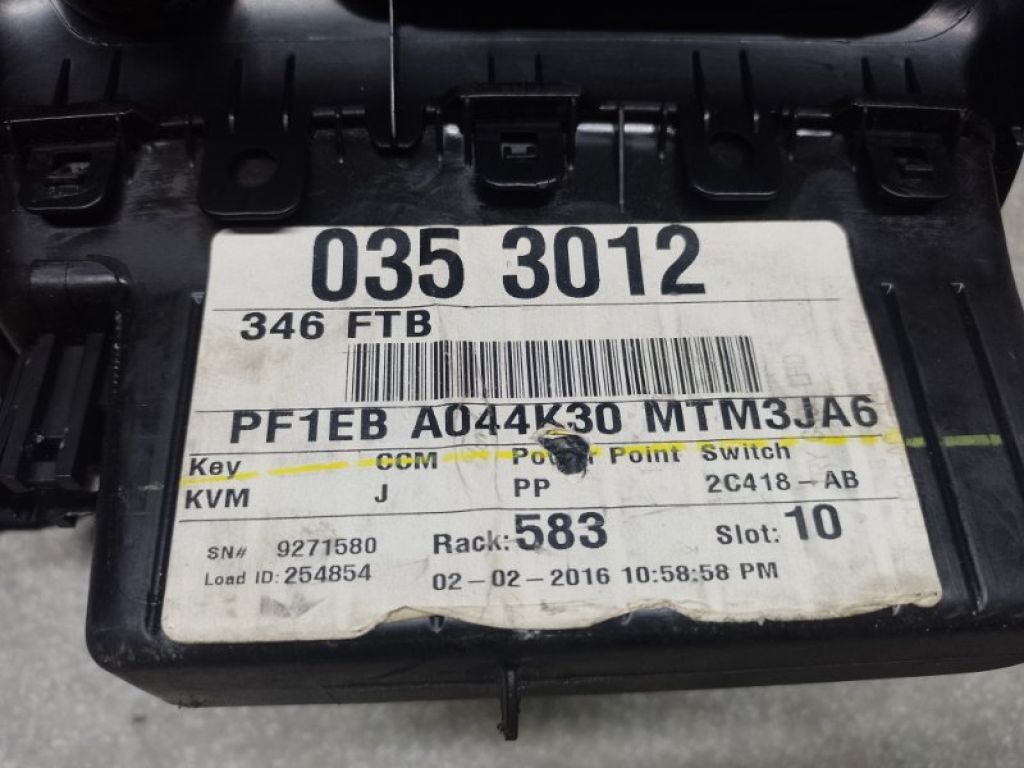 035 3012
346 FTB
PF1EB A044K30 MTM3JA6
Key CCM Power Point Switch
KVM J PP 2C418-AB
SN# 9271580 Rack: 583 Slot: 10
Load ID: 254854 02-02-2016 10:58:58 PM